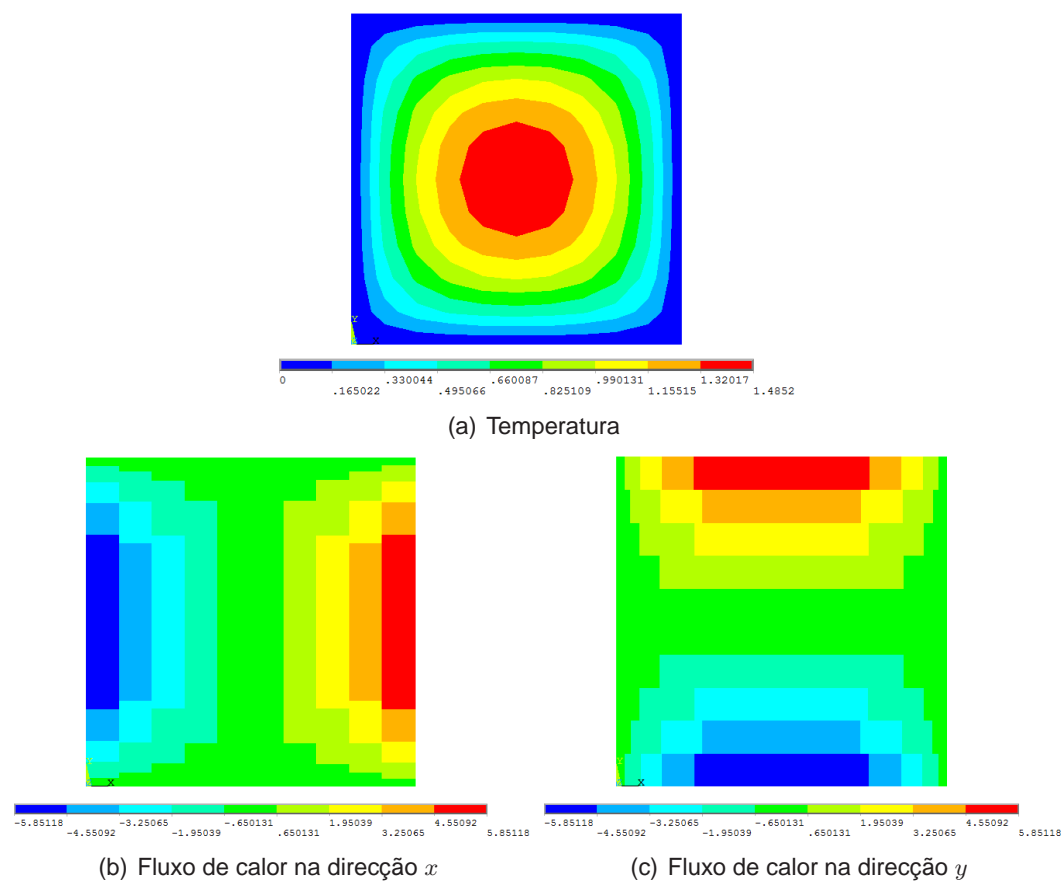 Y
X
0 .330044 .660087 .990131 1.32017
.165022 .495066 .825109 1.15515 1.4852
(a) Temperatura
Y
X
-5.85118 -3.25065 -.650131 1.95039 4.55092
-4.55092 -1.95039 .650131 3.25065 5.85118
(b) Fluxo de calor na direcção x
Y
X
-5.85118 -3.25065 -.650131 1.95039 4.55092
-4.55092 -1.95039 .650131 3.25065 5.85118
(c) Fluxo de calor na direcção y